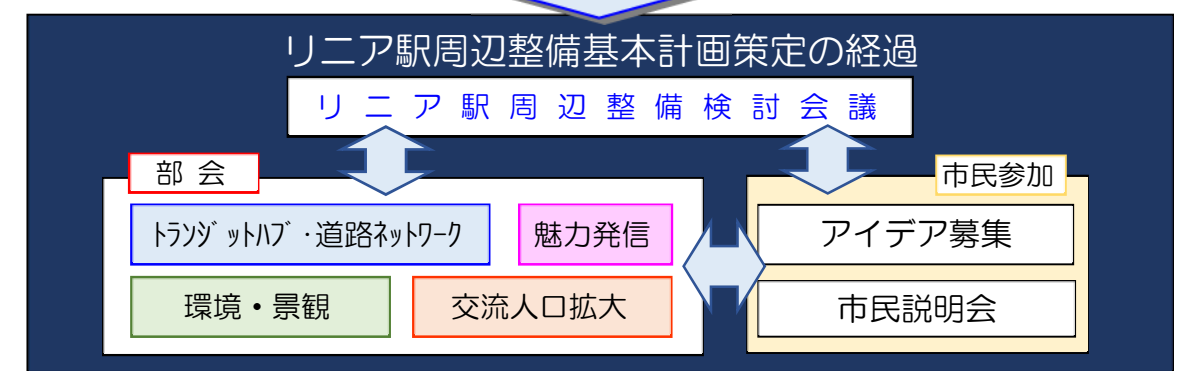 リニア駅周辺整備基本計画策定の経過
リニア駅周辺整備検討会議
部会
市民参加
ﾄﾗﾝｼﾞｯﾄﾊﾌﾞ・道路ﾈｯﾄﾜｰｸ
魅力発信
アイデア募集
環境・景観
交流人口拡大
市民説明会